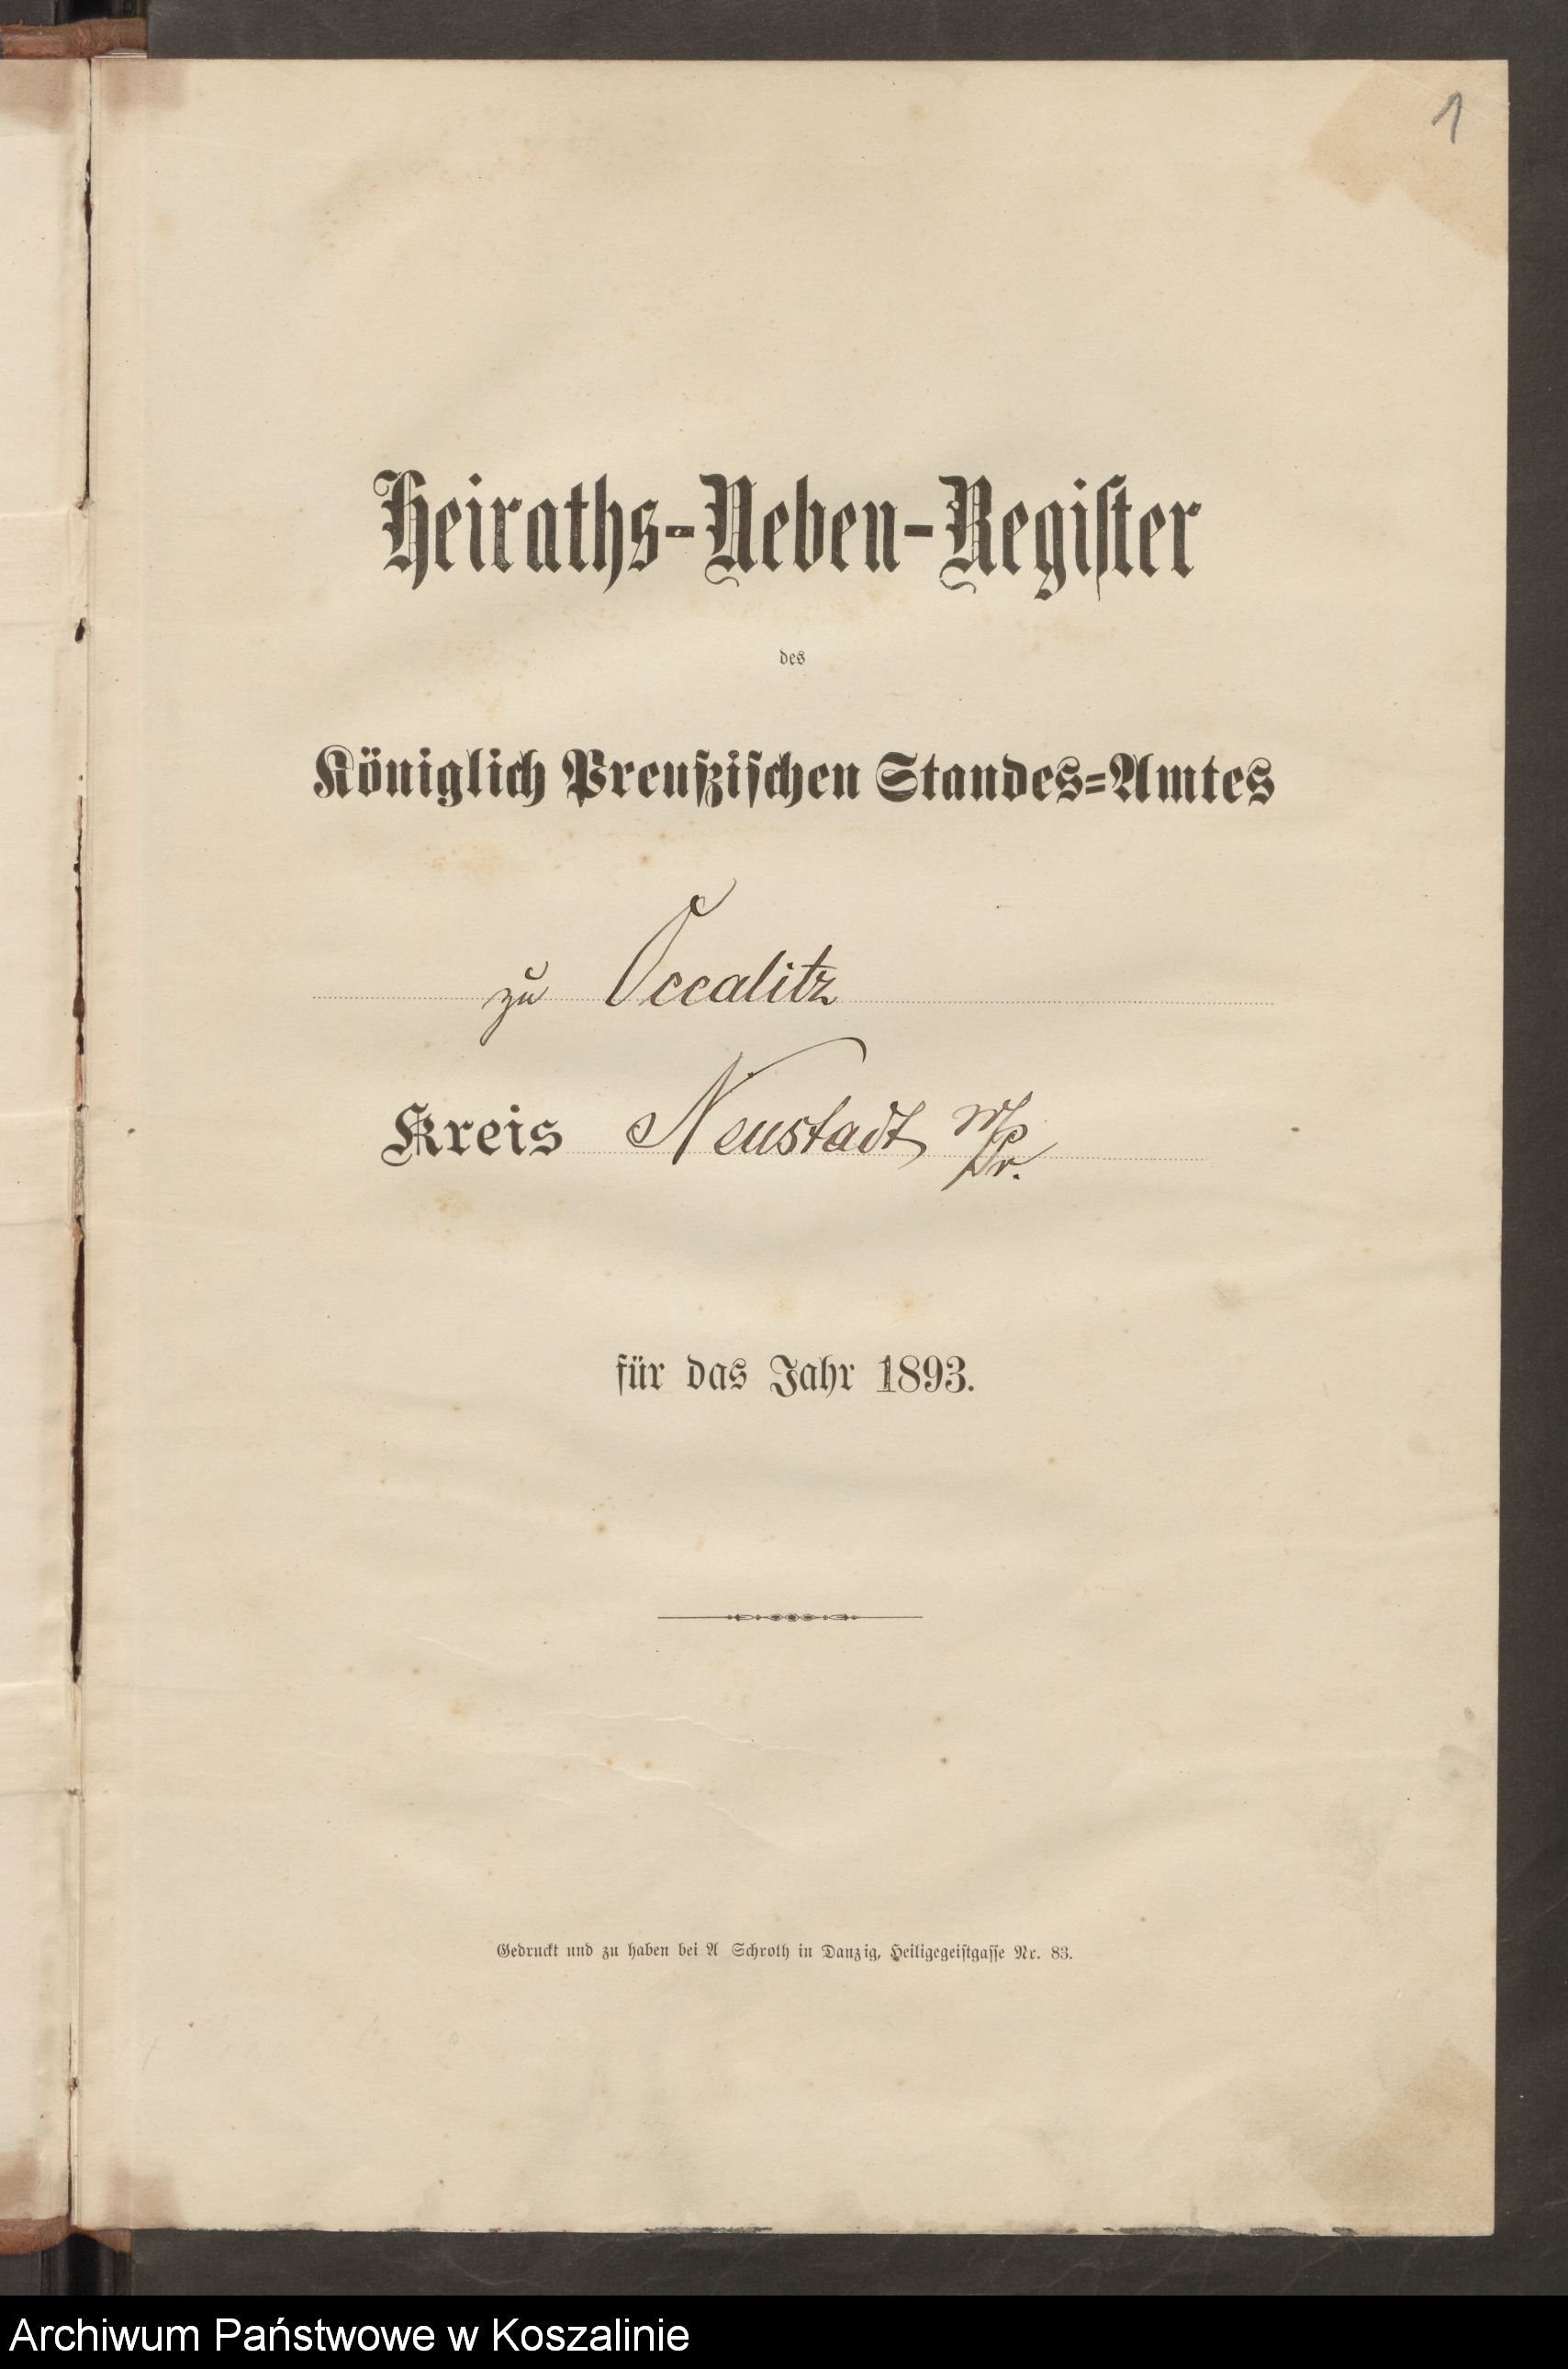 1
Heiraths-Neben-Register
des
Königlich Preußischen Standes-Amtes
zu Occalitz
Kreis Neustadt W/Pr.
für das Jahr 1893.
Gedruckt und zu haben bei A Schroth in Danzig, Heiligegeistgasse Nr. 83.
Archiwum Państwowe w Koszalinie